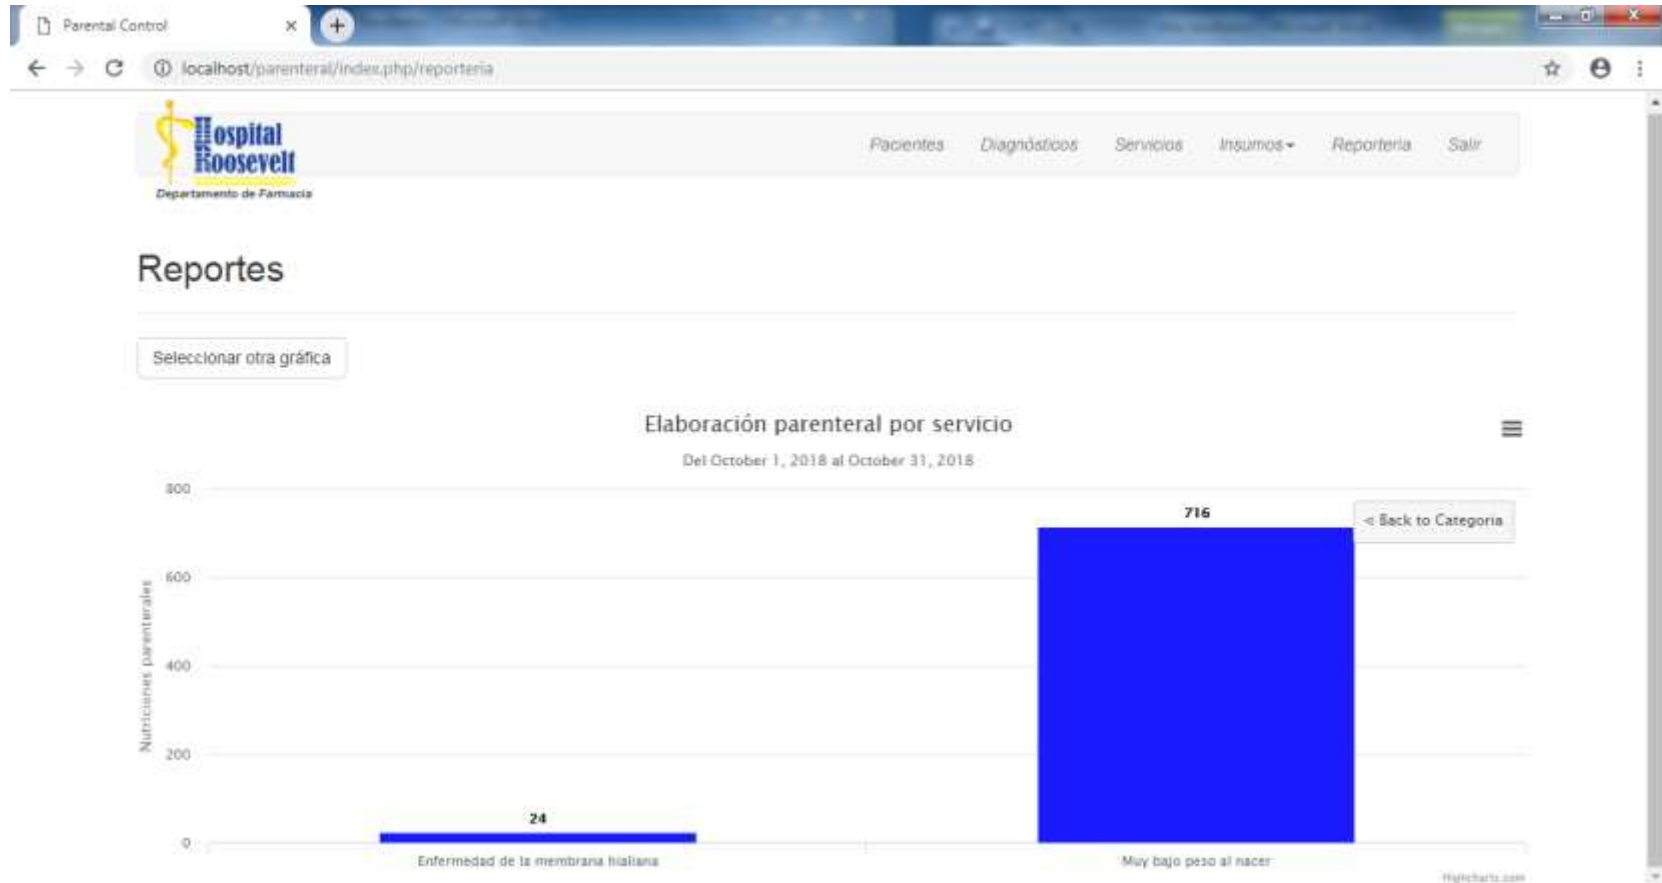 Parental Control
localhost/parenteral/index.php/reporteria
Hospital
Roosevelt
Departamento de Farmacia
Pacientes Diagnósticos Servicios Insumos Reporteria Salir
Reportes
Seleccionar otra gráfica
Elaboración parenteral por servicio
Del October 1, 2018 al October 31, 2018
800
716
< Back to Categoria
600
Nutriciones parenterales
400
200
24
0
Enfermedad de la membrana hialiana Muy bajo peso al nacer
Highcharts.com